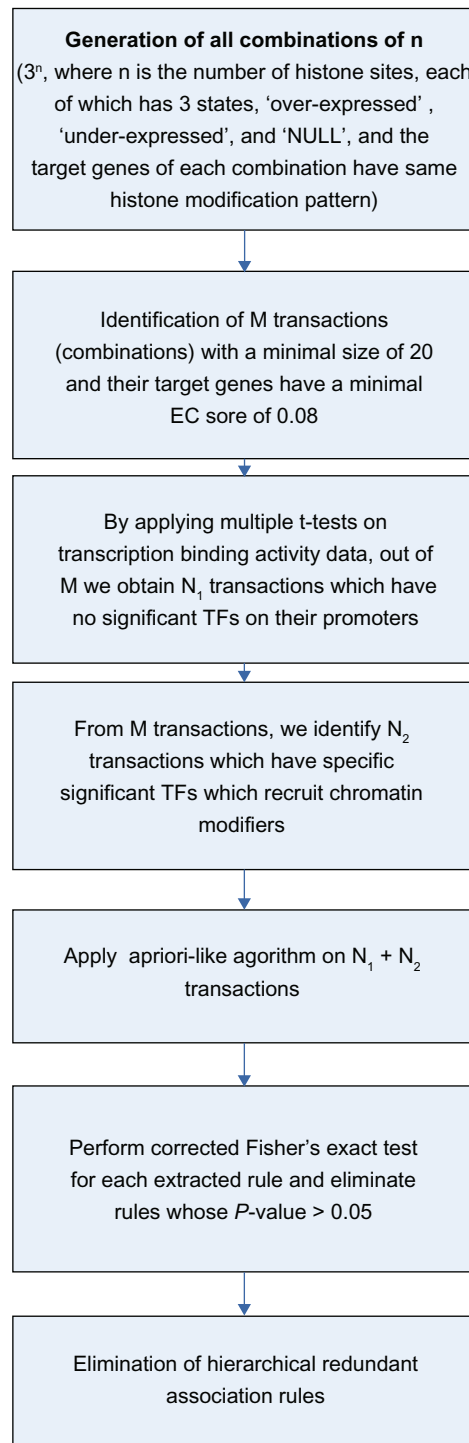 Generation of all combinations of n
(3ⁿ, where n is the number of histone sites, each
of which has 3 states, ‘over-expressed’ ,
‘under-expressed’, and ‘NULL’, and the
target genes of each combination have same
histone modification pattern)
Identification of M transactions
(combinations) with a minimal size of 20
and their target genes have a minimal
EC sore of 0.08
By applying multiple t-tests on
transcription binding activity data, out of
M we obtain N₁ transactions which have
no significant TFs on their promoters
From M transactions, we identify N₂
transactions which have specific
significant TFs which recruit chromatin
modifiers
Apply apriori-like agorithm on N₁ + N₂
transactions
Perform corrected Fisher’s exact test
for each extracted rule and eliminate
rules whose P-value > 0.05
Elimination of hierarchical redundant
association rules